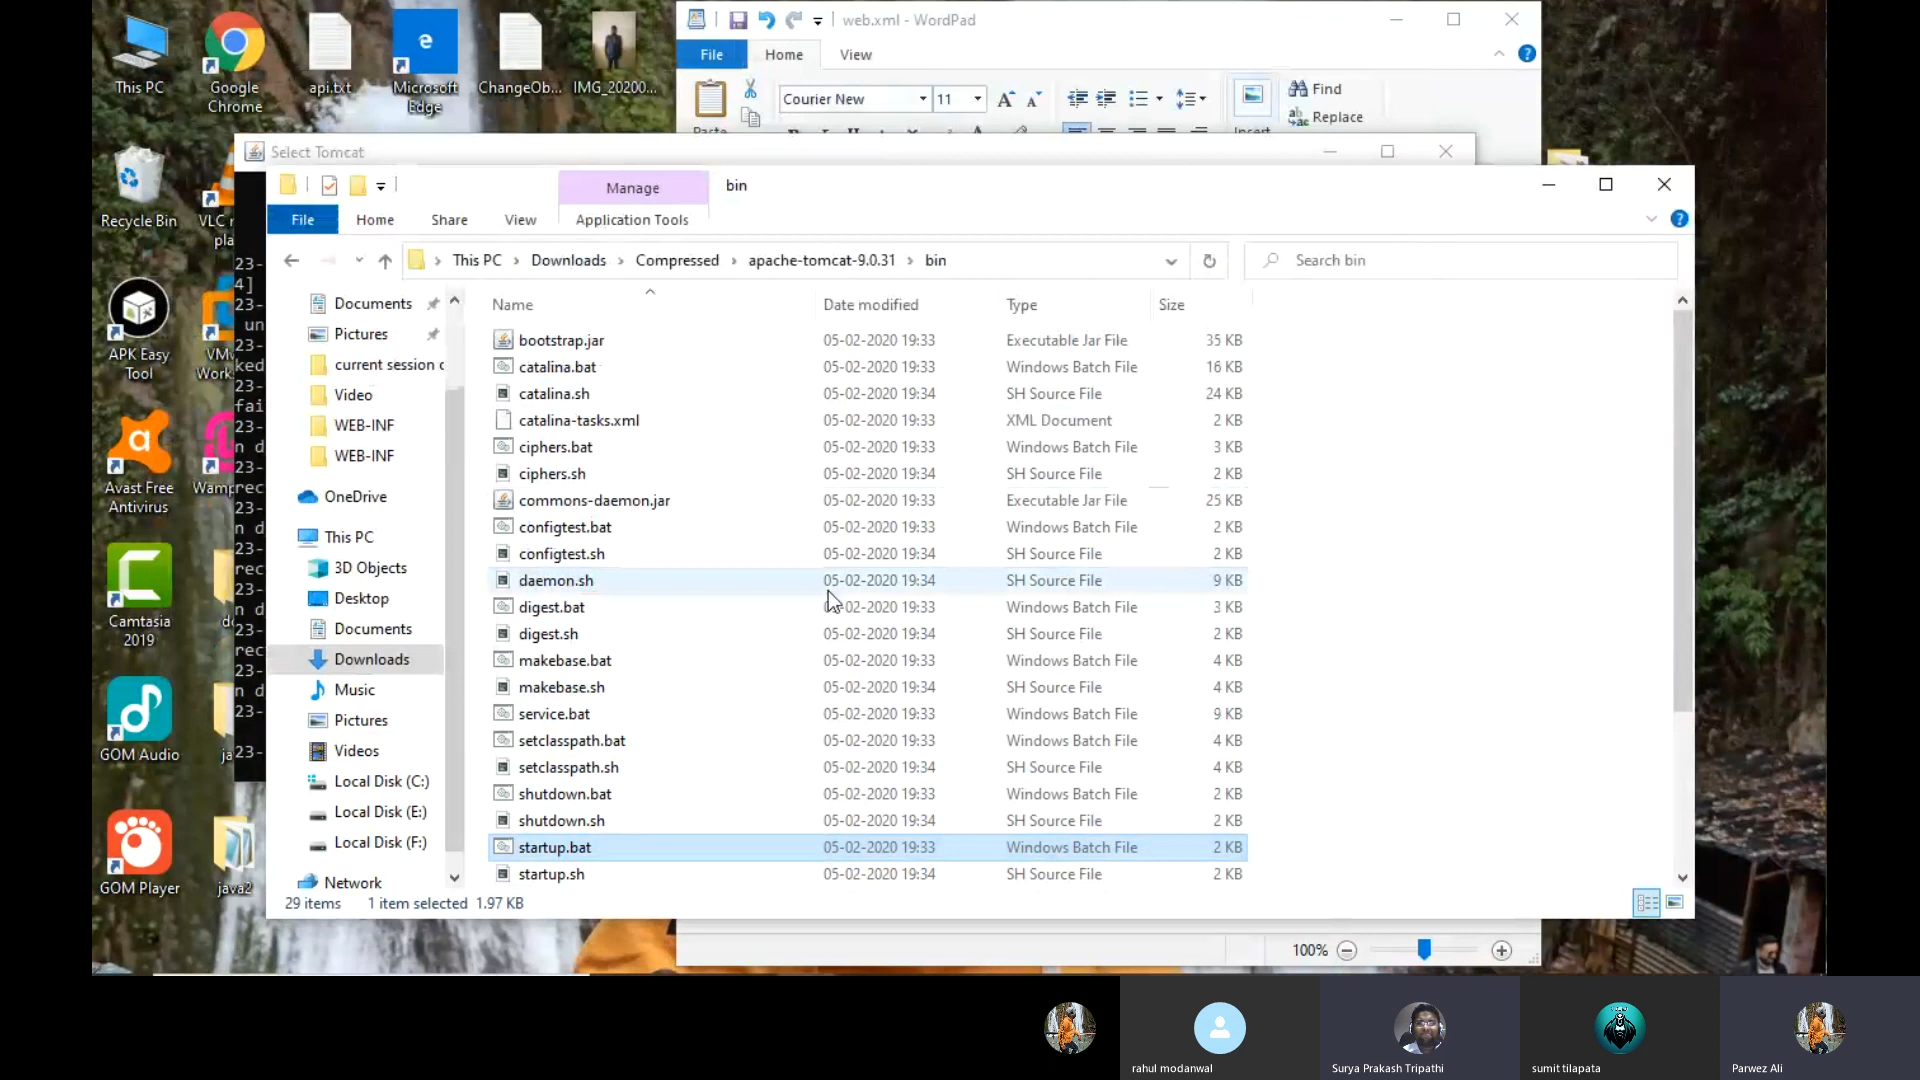 web.xml - WordPad
File
Home
View
This PC
Google
Chrome
api.txt
Microsoft
Edge
ChangeOb...
IMG_20200...
Courier New
11
Find
Replace
Select Tomcat
Manage
bin
File
Home
Share
View
Application Tools
Recycle Bin
This PC > Downloads > Compressed > apache-tomcat-9.0.31 > bin
Search bin
Name
Date modified
Type
Size
Documents
Pictures
current session
Video
WEB-INF
WEB-INF
OneDrive
This PC
3D Objects
Desktop
Documents
Downloads
Music
Pictures
Videos
Local Disk (C:)
Local Disk (E:)
Local Disk (F:)
Network
bootstrap.jar 05-02-2020 19:33 Executable Jar File 35 KB
catalina.bat 05-02-2020 19:33 Windows Batch File 16 KB
catalina.sh 05-02-2020 19:34 SH Source File 24 KB
catalina-tasks.xml 05-02-2020 19:33 XML Document 2 KB
ciphers.bat 05-02-2020 19:33 Windows Batch File 3 KB
ciphers.sh 05-02-2020 19:34 SH Source File 2 KB
commons-daemon.jar 05-02-2020 19:33 Executable Jar File 25 KB
configtest.bat 05-02-2020 19:33 Windows Batch File 2 KB
configtest.sh 05-02-2020 19:34 SH Source File 2 KB
daemon.sh 05-02-2020 19:34 SH Source File 9 KB
digest.bat 05-02-2020 19:33 Windows Batch File 3 KB
digest.sh 05-02-2020 19:34 SH Source File 2 KB
makebase.bat 05-02-2020 19:33 Windows Batch File 4 KB
makebase.sh 05-02-2020 19:34 SH Source File 4 KB
service.bat 05-02-2020 19:33 Windows Batch File 9 KB
setclasspath.bat 05-02-2020 19:33 Windows Batch File 4 KB
setclasspath.sh 05-02-2020 19:34 SH Source File 4 KB
shutdown.bat 05-02-2020 19:33 Windows Batch File 2 KB
shutdown.sh 05-02-2020 19:34 SH Source File 2 KB
startup.bat 05-02-2020 19:33 Windows Batch File 2 KB
startup.sh 05-02-2020 19:34 SH Source File 2 KB
29 items 1 item selected 1.97 KB
APK Easy
Tool
Avast Free
Antivirus
Camtasia
2019
GOM Audio
GOM Player
java2
100%
rahul modanwal
Surya Prakash Tripathi
sumit tilapata
Parwez Ali